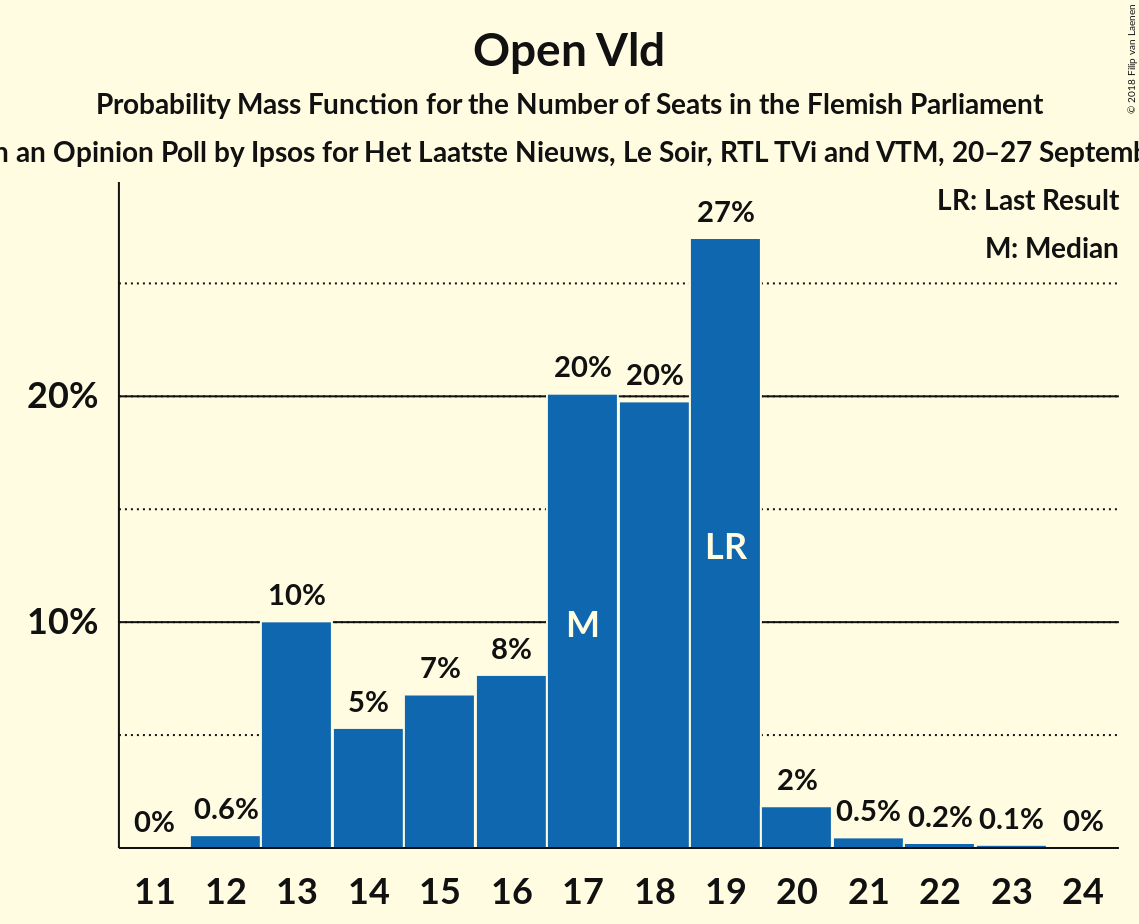 Open Vld
Probability Mass Function for the Number of Seats in the Flemish Parliament
an Opinion Poll by Ipsos for Het Laatste Nieuws, Le Soir, RTL TVi and VTM, 20–27
© 2018 Filip van Laenen
LR: Last Result
M: Median
27%
20%
20%
20%
LR
10%
10%
M
8%
7%
5%
2%
0%
0.6%
0.5%
0.2%
0.1%
0%
11 12 13 14 15 16 17 18 19 20 21 22 23 24